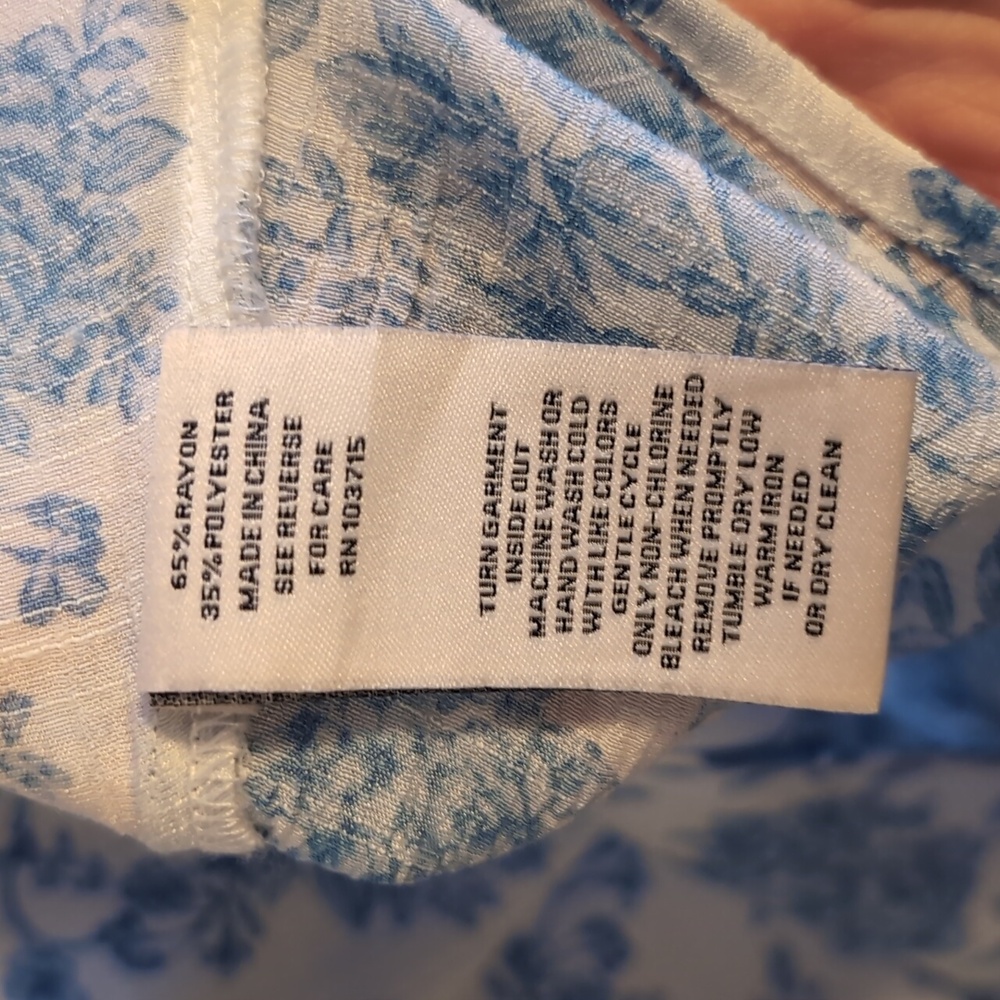 65% RAYON
35% POLYESTER
MADE IN CHINA
SEE REVERSE
FOR CARE
RN 103715
TURN GARMENT
INSIDE OUT
MACHINE WASH OR
HAND WASH COLD
WITH LIKE COLORS
GENTLE CYCLE
ONLY NON-CHLORINE
BLEACH WHEN NEEDED
REMOVE PROMPTLY
TUMBLE DRY LOW
WARM IRON
IF NEEDED
OR DRY CLEAN